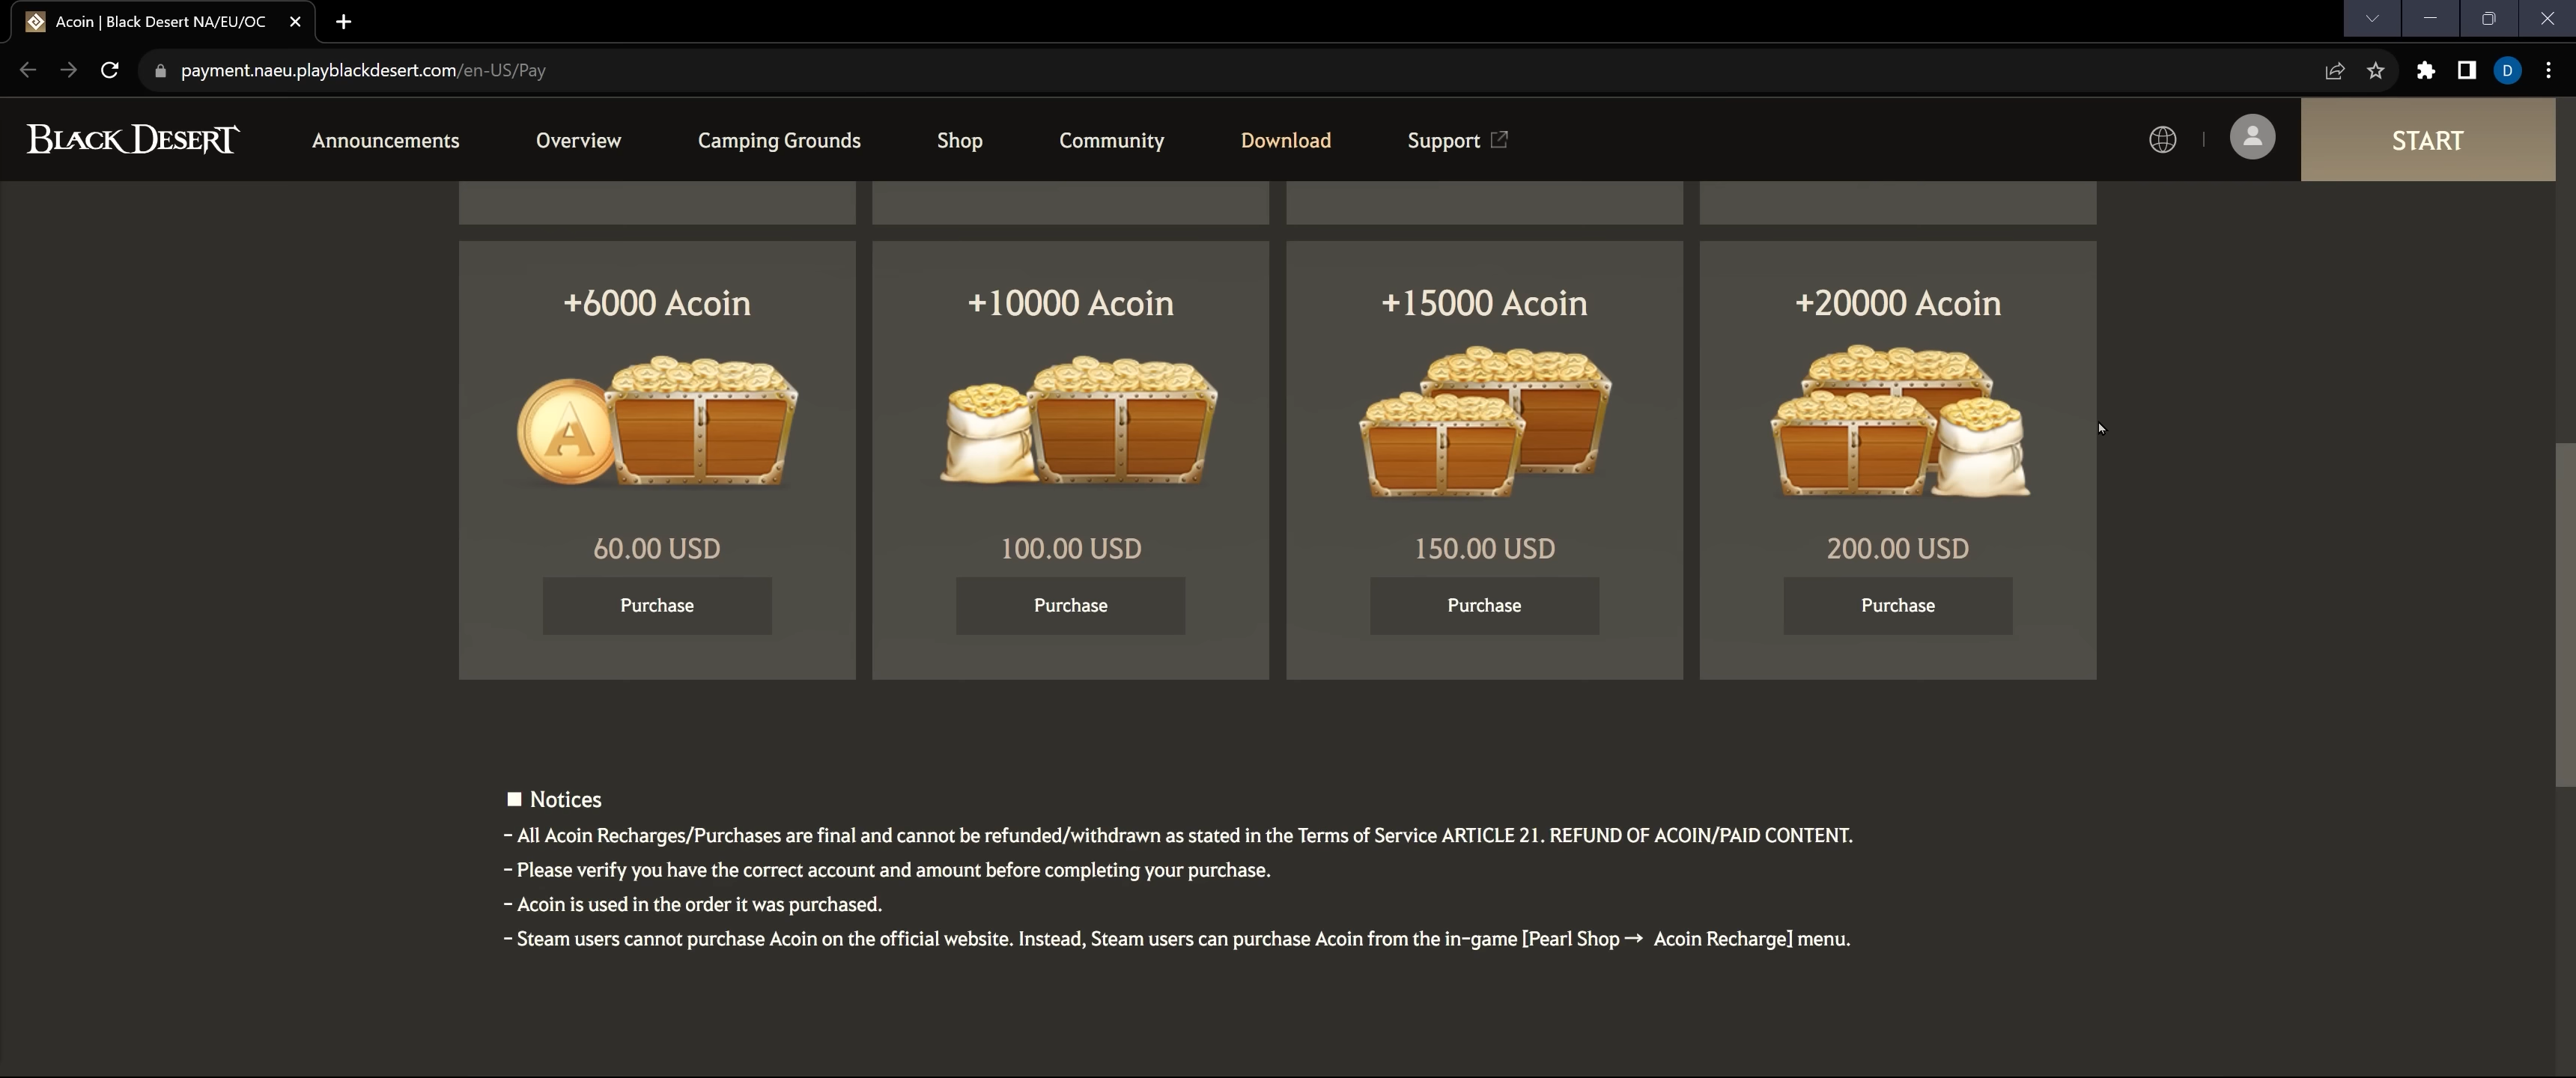 Acoin | Black Desert NA/EU/OC
payment.naeu.playblackdesert.com/en-US/Pay
D
BLACK DESERT
Announcements
Overview
Camping Grounds
Shop
Community
Download
Support
START
+6000 Acoin
+10000 Acoin
+15000 Acoin
+20000 Acoin
A
60.00 USD
100.00 USD
150.00 USD
200.00 USD
Purchase
Purchase
Purchase
Purchase
■ Notices
- All Acoin Recharges/Purchases are final and cannot be refunded/withdrawn as stated in the Terms of Service ARTICLE 21. REFUND OF ACOIN/PAID CONTENT.
- Please verify you have the correct account and amount before completing your purchase.
- Acoin is used in the order it was purchased.
- Steam users cannot purchase Acoin on the official website. Instead, Steam users can purchase Acoin from the in-game [Pearl Shop → Acoin Recharge] menu.